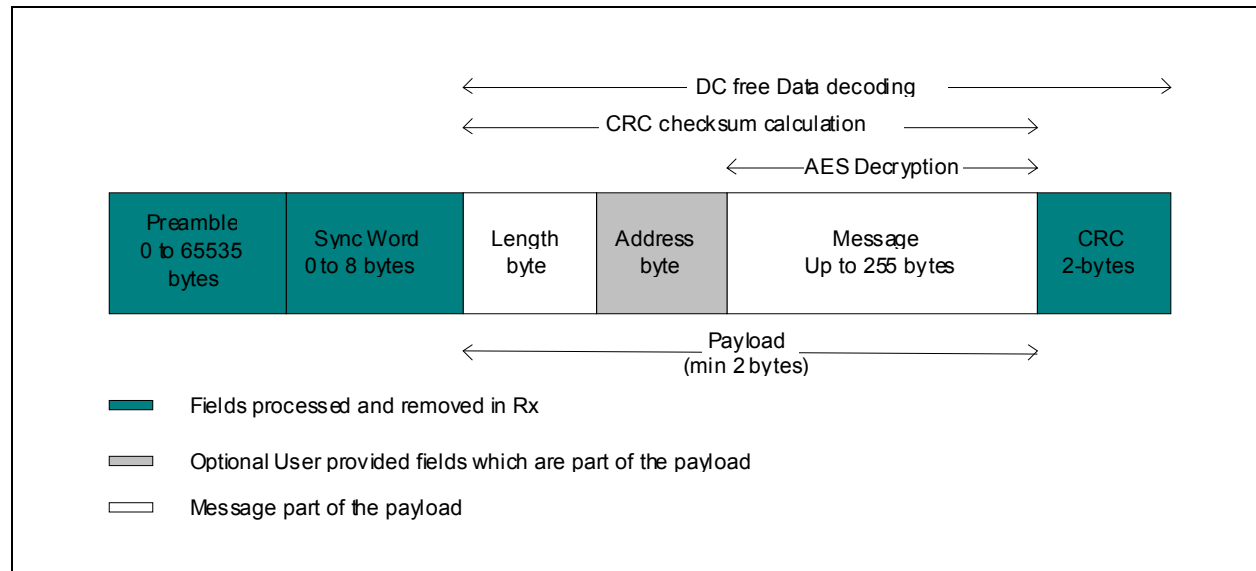 DC free Data decoding
CRC checksum calculation
AES Decryption
Preamble
0 to 65535
bytes
Sync Word
0 to 8 bytes
Length
byte
Address
byte
Message
Up to 255 bytes
CRC
2-bytes
Payload
(min 2 bytes)
Fields processed and removed in Rx
Optional User provided fields which are part of the payload
Message part of the payload